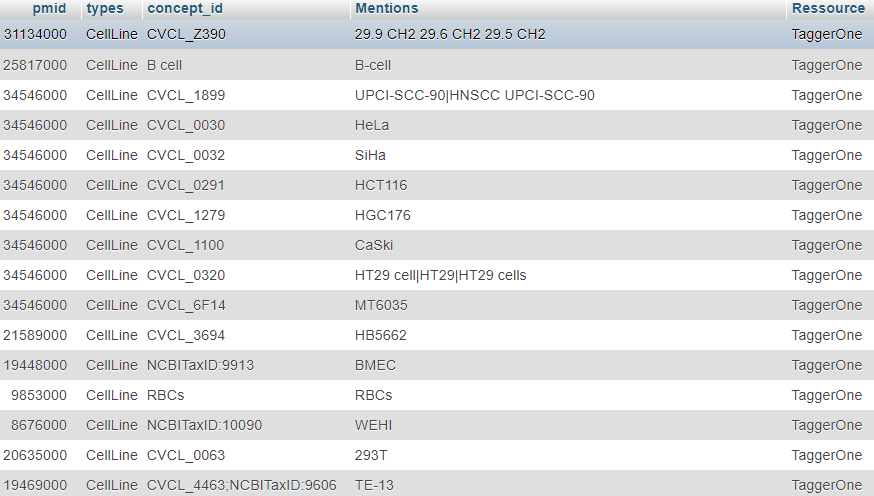 pmid types concept_id Mentions Ressource
31134000 CellLine CVCL_Z390 29.9 CH2 29.6 CH2 29.5 CH2 TaggerOne
25817000 CellLine B cell B-cell TaggerOne
34546000 CellLine CVCL_1899 UPCI-SCC-90|HNSCC UPCI-SCC-90 TaggerOne
34546000 CellLine CVCL_0030 HeLa TaggerOne
34546000 CellLine CVCL_0032 SiHa TaggerOne
34546000 CellLine CVCL_0291 HCT116 TaggerOne
34546000 CellLine CVCL_1279 HGC176 TaggerOne
34546000 CellLine CVCL_1100 CaSki TaggerOne
34546000 CellLine CVCL_0320 HT29 cell|HT29|HT29 cells TaggerOne
34546000 CellLine CVCL_6F14 MT6035 TaggerOne
21589000 CellLine CVCL_3694 HB5662 TaggerOne
19448000 CellLine NCBITaxID:9913 BMEC TaggerOne
9853000 CellLine RBCs RBCs TaggerOne
8676000 CellLine NCBITaxID:10090 WEHI TaggerOne
20635000 CellLine CVCL_0063 293T TaggerOne
19469000 CellLine CVCL_4463;NCBITaxID:9606 TE-13 TaggerOne